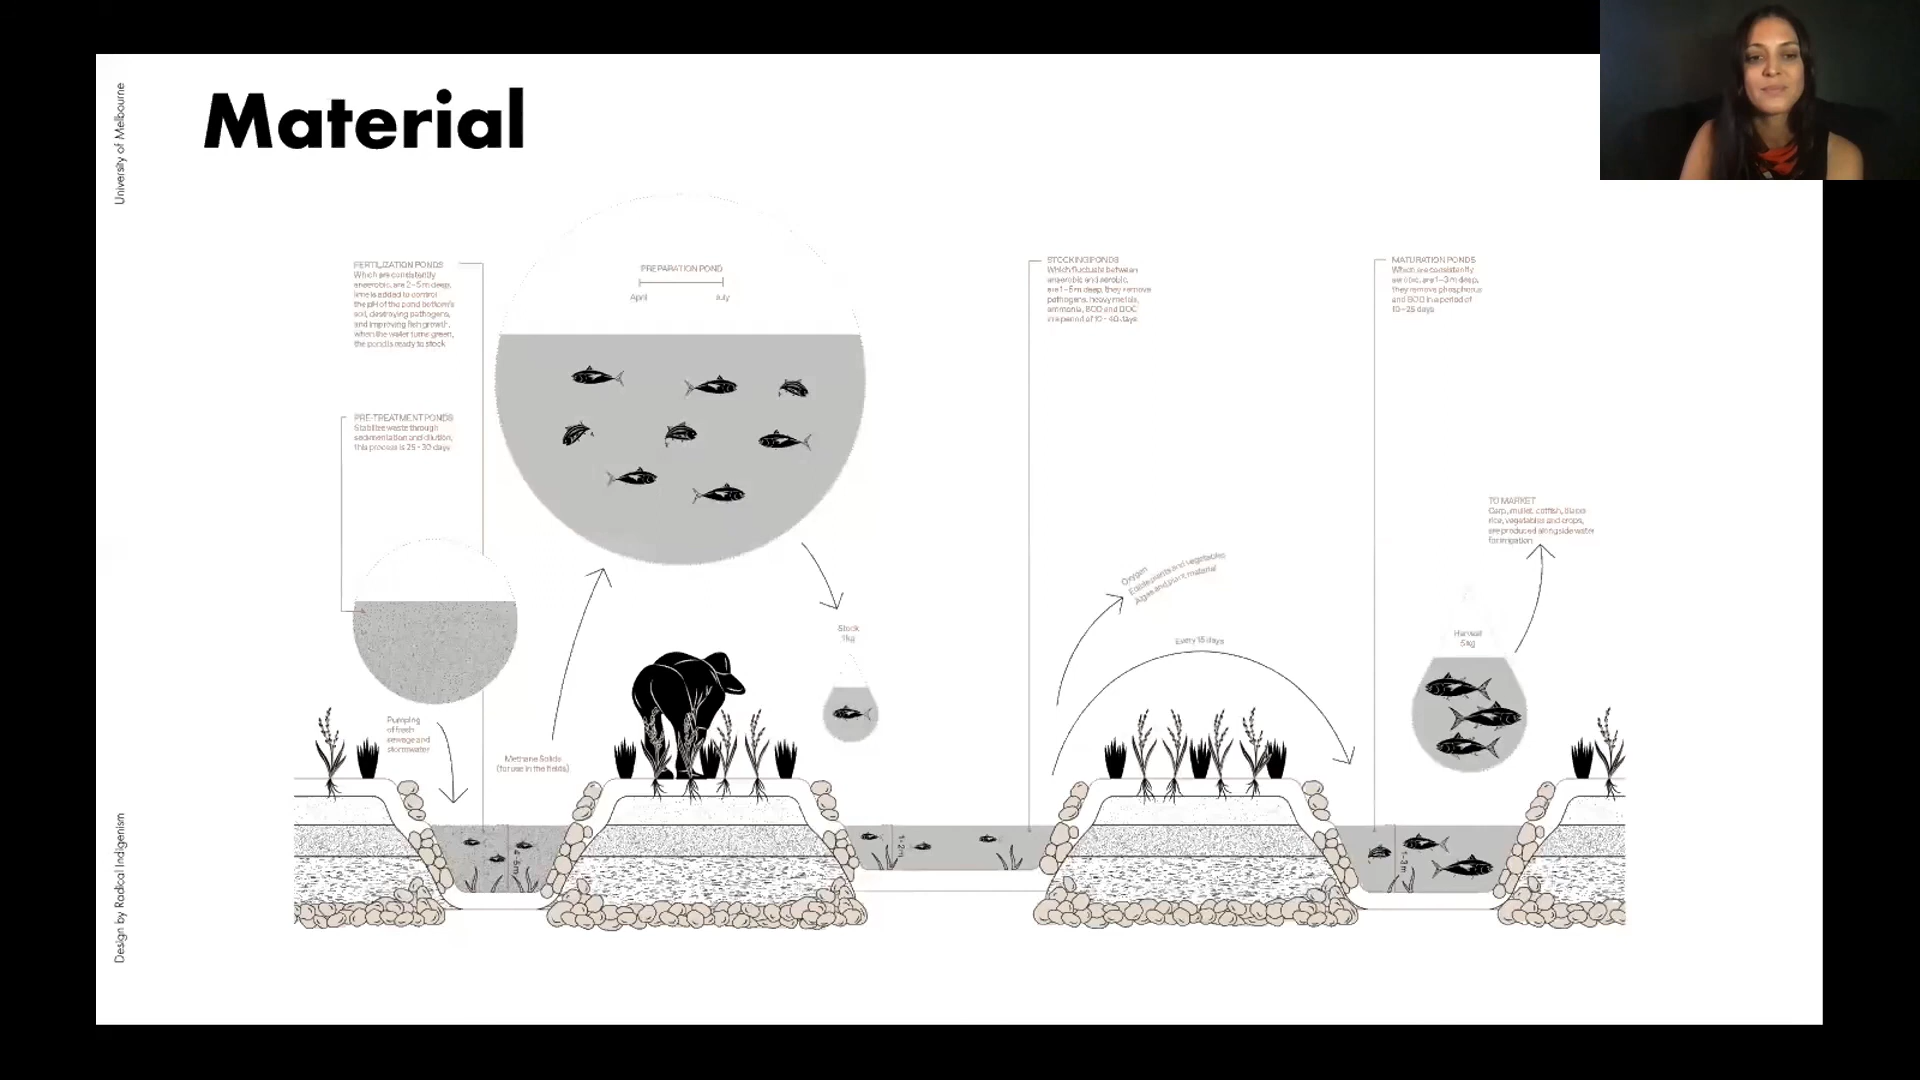 Material
University of Melbourne
Design by Radical Indigenism
FERTILIZATION PONDS
Which are consistently
anaerobic, are 2-5m deep,
lime is added to control
the pH of the pond bottom's
soil, destroying pathogens,
and improving fish growth,
when the water turns green,
the pond is ready to stock
PRE-TREATMENT PONDS
Stabilize waste through
sedimentation and dilution,
this process is 25-30 days
PREPARATION POND
April
July
STOCKING PONDS
Which fluctuate between
anaerobic and aerobic,
are 1-5m deep, they remove
pathogens, heavy metals,
ammonia, BOD and DOC
in a period of 10-40 days
MATURATION PONDS
Which are consistently
aerobic, are 1-3m deep,
they remove phosphorus
and BOD in a period of
10-25 days
TO MARKET
Carp, mullet, catfish, tilapia
rice, vegetables and crops,
are produced alongside water
for irrigation
Oxygen
Edible plants and vegetables
Algae and plant material
Every 15 days
Stock
1kg
Harvest
5kg
Pumping
of fresh
sewage and
stormwater
Methane Solids
(for use in the fields)
1-2m
1-3m